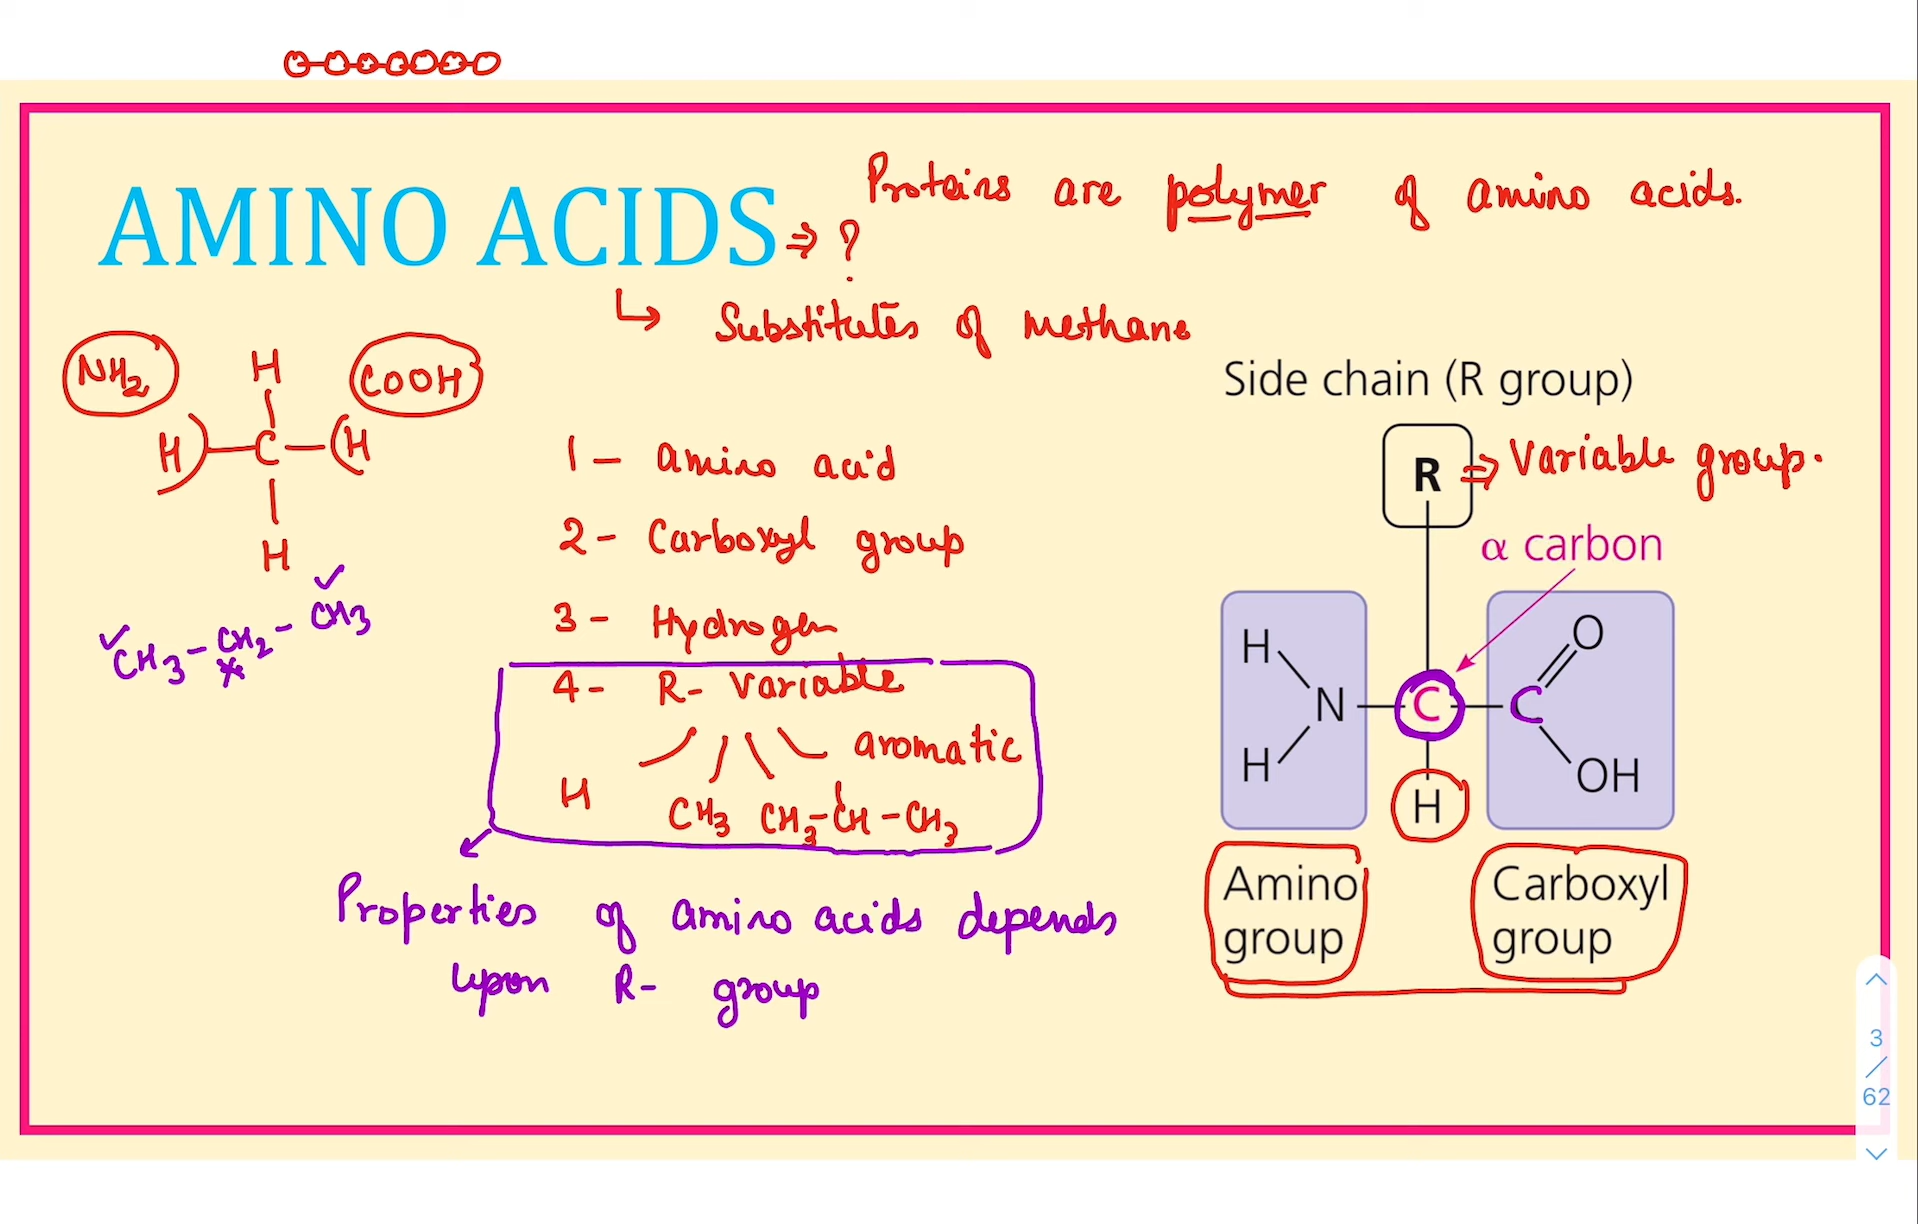 AMINO ACIDS ⇒ ?
Proteins are polymer of amino acids.
↳ Substitutes of methane
NH2
H
COOH
H) - C - (H
H
CH3 - CH2 - CH3
1 - amino acid
2 - Carboxyl group
3 - Hydrogen
4 - R - Variable
aromatic
H
CH3
CH3 - CH - CH3
Properties of amino acids depends
upon R - group
Side chain (R group)
R ⇒ Variable group.
α carbon
H
O
N
C
C
H
OH
H
Amino
group
Carboxyl
group
3
/
62